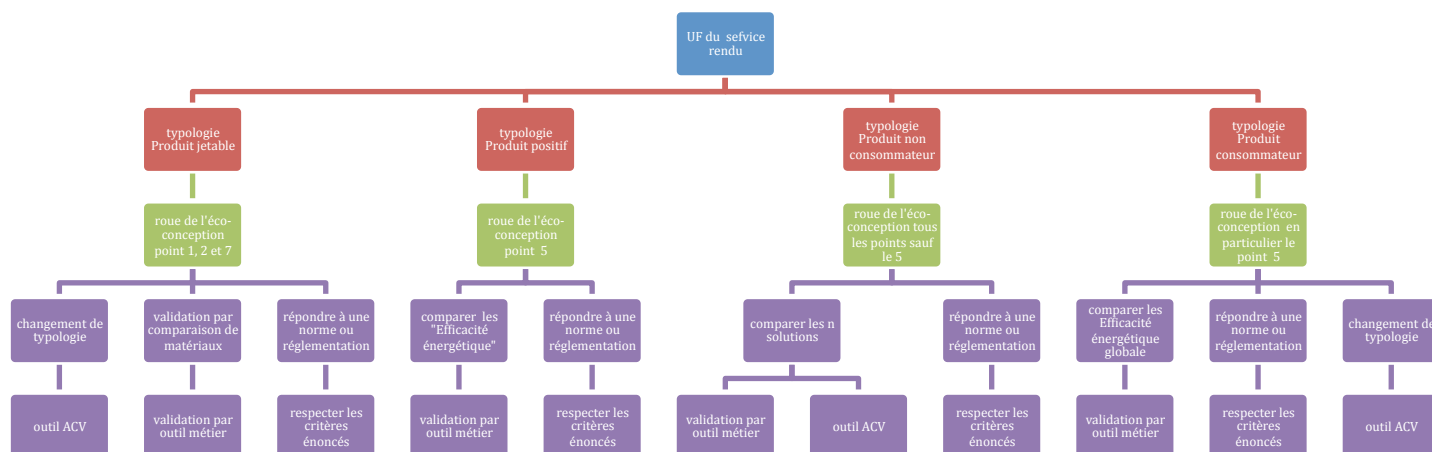 UF du sefvice
rendu
typologie
Produit jetable
typologie
Produit positif
typologie
Produit non
consommateur
typologie
Produit
consommateur
roue de l'éco-
conception
point 1, 2 et 7
roue de l'éco-
conception
point 5
roue de l'éco-
conception tous
les points sauf
le 5
roue de l'éco-
conception en
particulier le
point 5
changement de
typologie
validation par
comparaison de
matériaux
répondre à une
norme ou
réglementation
comparer les
"Efficacité
énergétique"
répondre à une
norme ou
réglementation
comparer les n
solutions
répondre à une
norme ou
réglementation
comparer les
Efficacité
énergétique
globale
répondre à une
norme ou
réglementation
changement de
typologie
outil ACV
validation par
outil métier
respecter les
critères
énoncés
validation par
outil métier
respecter les
critères
énoncés
validation par
outil métier
outil ACV
respecter les
critères
énoncés
validation par
outil métier
respecter les
critères
énoncés
outil ACV